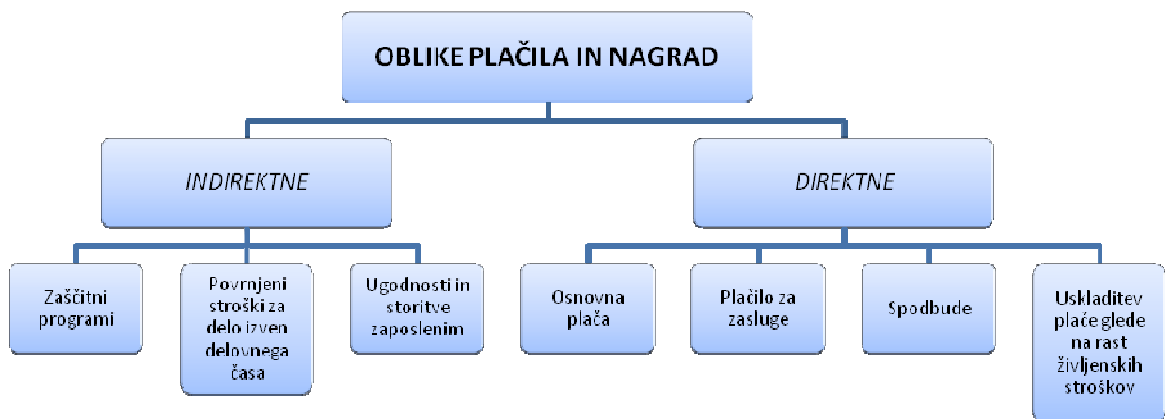 OBLIKE PLAČILA IN NAGRAD
INDIREKTNE
DIREKTNE
Zaščitni
programi
Povrnjeni
stroški za
delo izven
delovnega
časa
Ugodnosti in
storitve
zaposlenim
Osnovna
plača
Plačilo za
zasluge
Spodbude
Uskladitev
plače glede
na rast
življenskih
stroškov